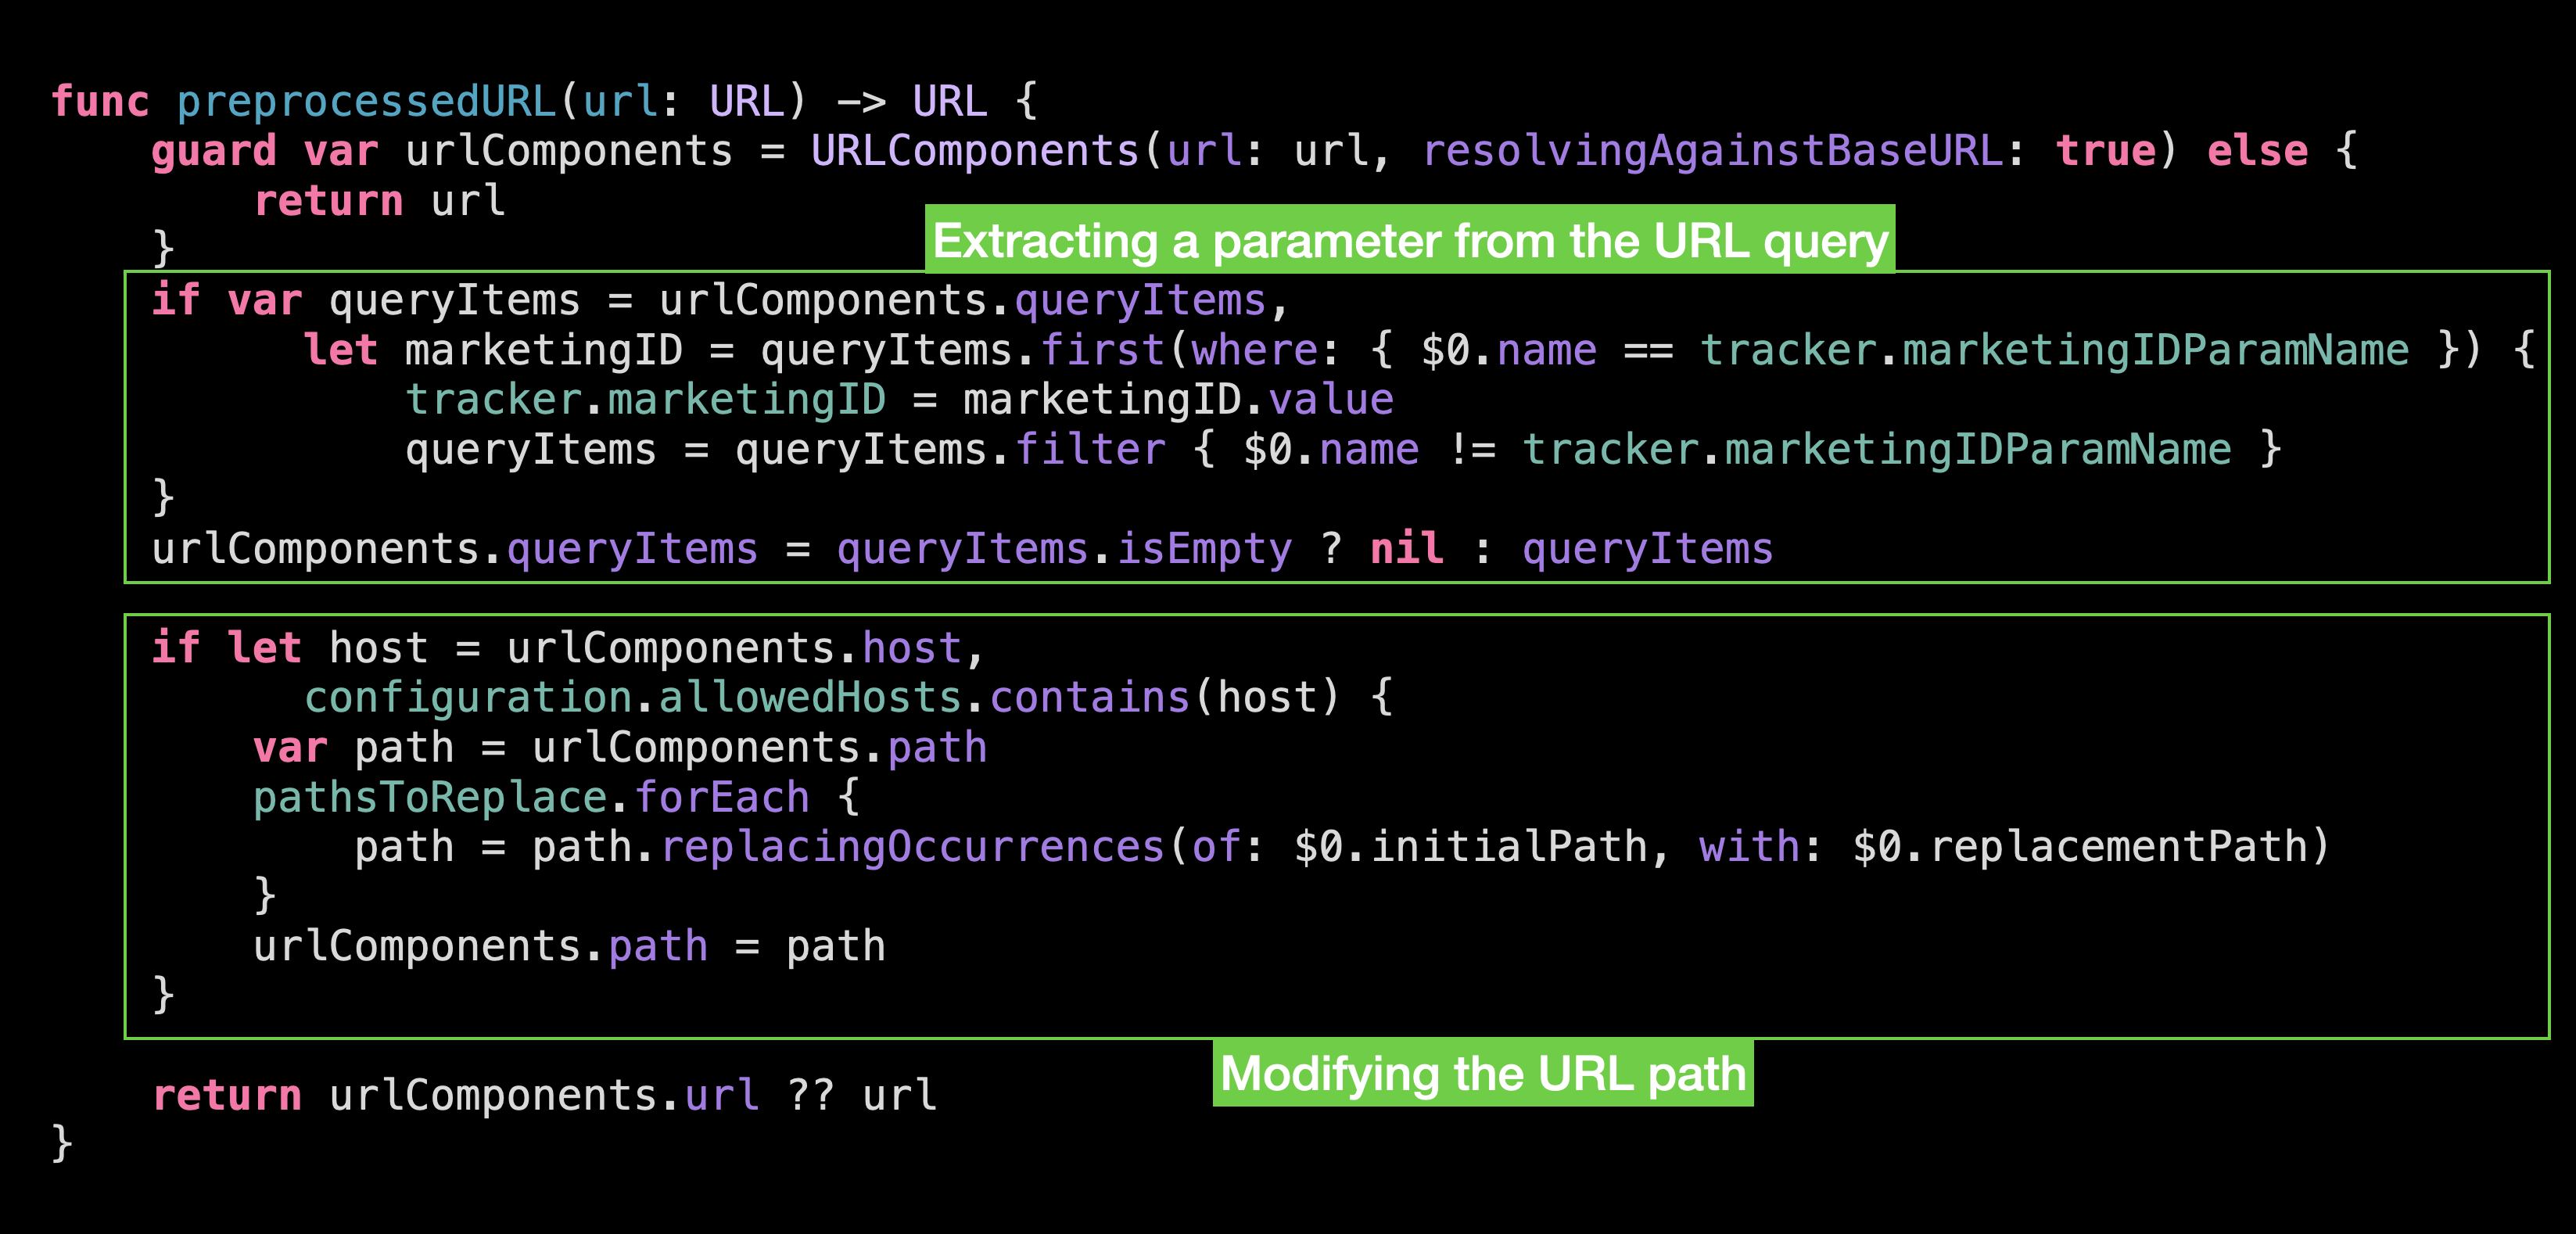 func preprocessedURL(url: URL) -> URL {
guard var urlComponents = URLComponents(url: url, resolvingAgainstBaseURL: true) else {
return url
}
Extracting a parameter from the URL query
if var queryItems = urlComponents.queryItems,
let marketingID = queryItems.first(where: { $0.name == tracker.marketingIDParamName }) {
tracker.marketingID = marketingID.value
queryItems = queryItems.filter { $0.name != tracker.marketingIDParamName }
}
urlComponents.queryItems = queryItems.isEmpty ? nil : queryItems
if let host = urlComponents.host,
configuration.allowedHosts.contains(host) {
var path = urlComponents.path
pathsToReplace.forEach {
path = path.replacingOccurrences(of: $0.initialPath, with: $0.replacementPath)
}
urlComponents.path = path
}
Modifying the URL path
return urlComponents.url ?? url
}